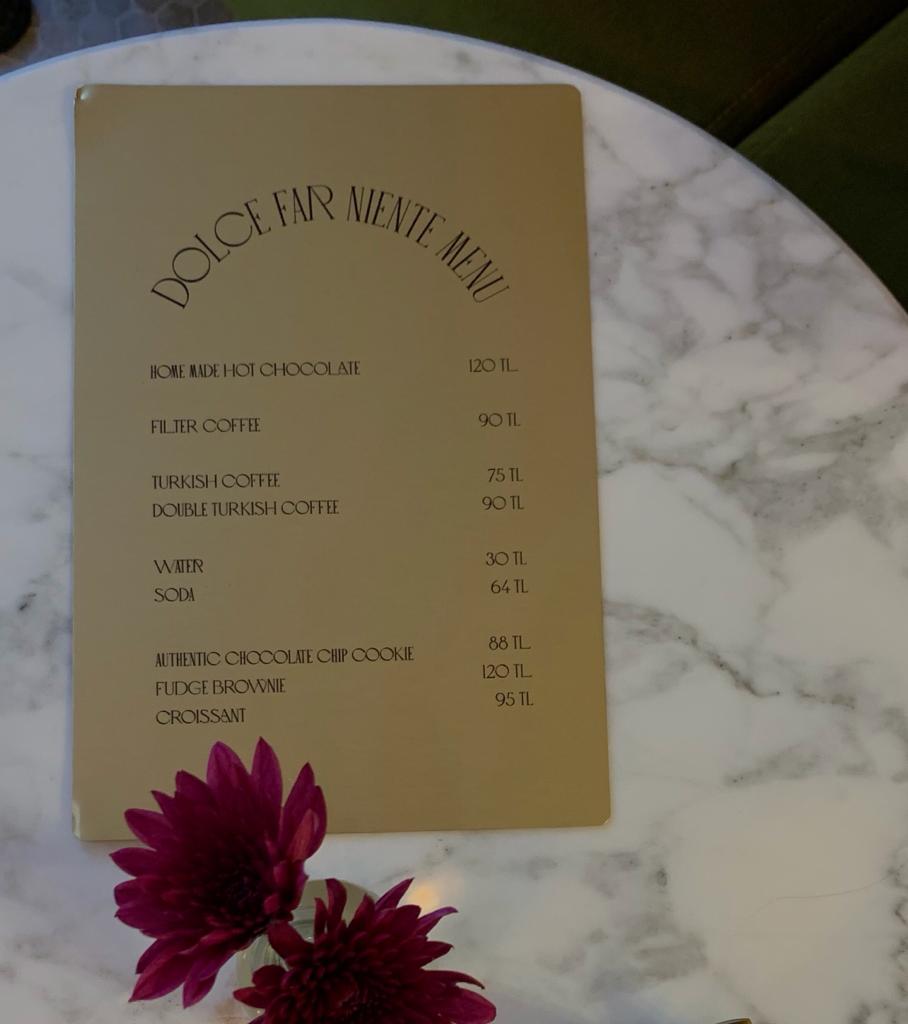 DOLCE FAR NIENTE MENU
HOME MADE HOT CHOCOLATE 120 TL
FILTER COFFEE 90 TL
TURKISH COFFEE 75 TL
DOUBLE TURKISH COFFEE 90 TL
WATER 30 TL
SODA 64 TL
AUTHENTIC CHOCOLATE CHIP COOKIE 88 TL
FUDGE BROWNIE 120 TL
CROISSANT 95 TL